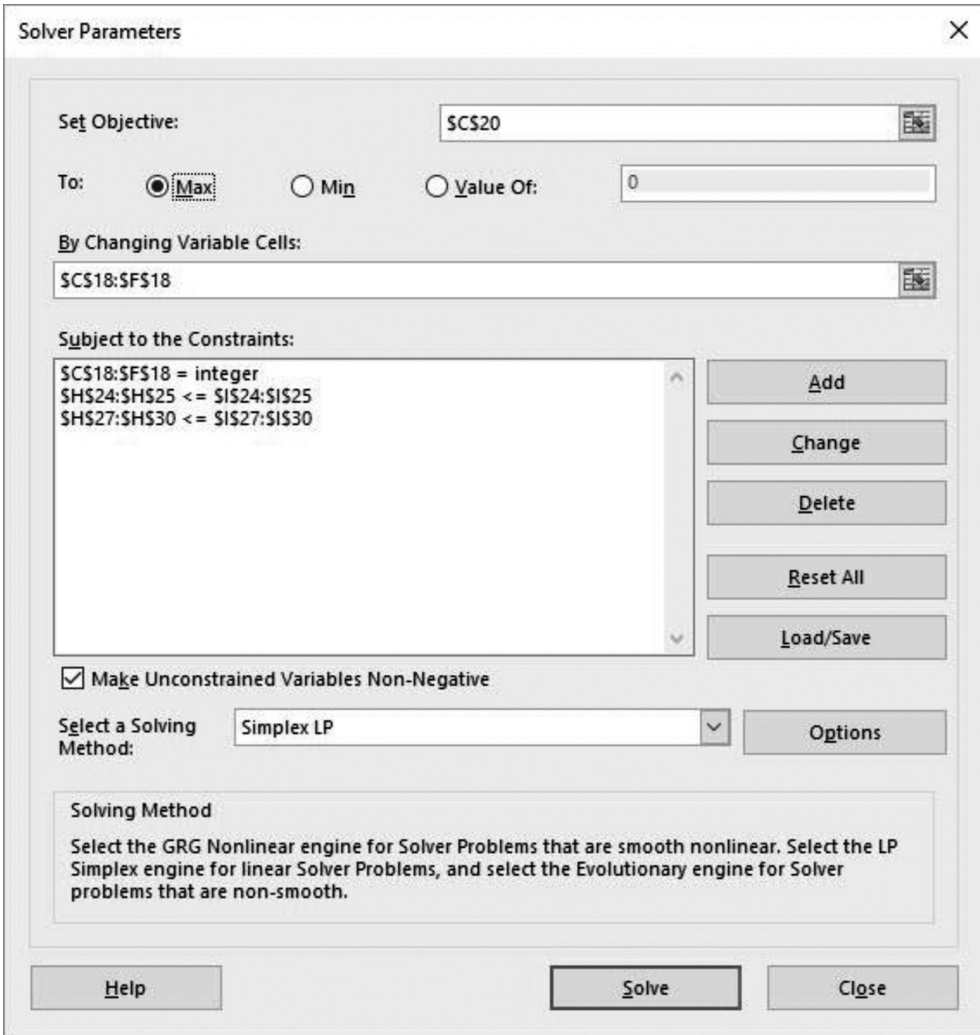 Solver Parameters
Set Objective:
$C$20
To:
Max
Min
Value Of:
0
By Changing Variable Cells:
$C$18:$F$18
Subject to the Constraints:
$C$18:$F$18 = integer
$H$24:$H$25 <= $I$24:$I$25
$H$27:$H$30 <= $I$27:$I$30
Add
Change
Delete
Reset All
Load/Save
Make Unconstrained Variables Non-Negative
Select a Solving
Method:
Simplex LP
Options
Solving Method
Select the GRG Nonlinear engine for Solver Problems that are smooth nonlinear. Select the LP
Simplex engine for linear Solver Problems, and select the Evolutionary engine for Solver
problems that are non-smooth.
Help
Solve
Close